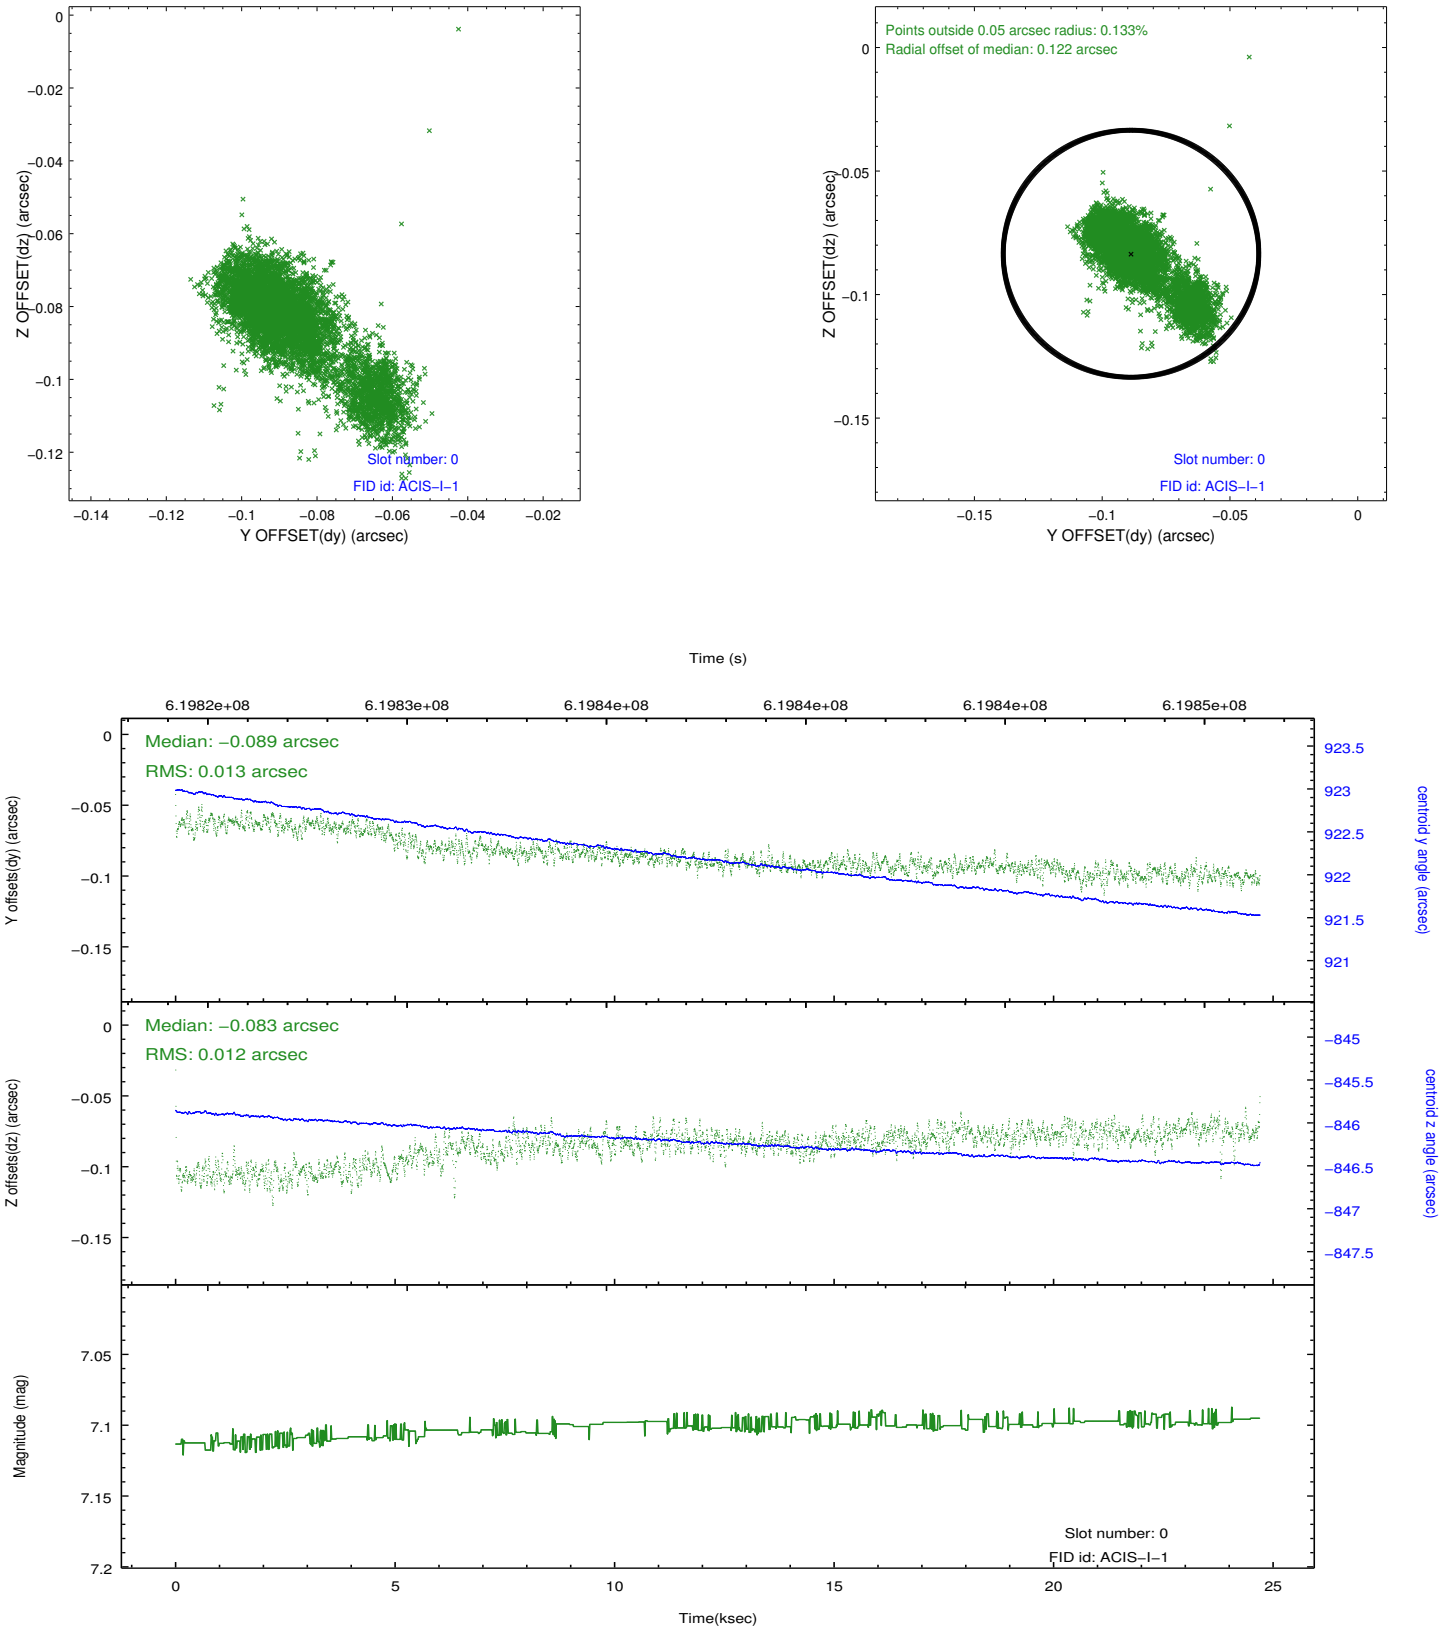 0
−0.02
−0.04
−0.06
−0.08
−0.1
−0.12
Z OFFSET(dz) (arcsec)
Slot number: 0
FID id: ACIS−I−1
−0.14 −0.12 −0.1 −0.08 −0.06 −0.04 −0.02
Y OFFSET(dy) (arcsec)
Points outside 0.05 arcsec radius: 0.133%
Radial offset of median: 0.122 arcsec
0
−0.05
−0.1
−0.15
Z OFFSET(dz) (arcsec)
Slot number: 0
FID id: ACIS−I−1
−0.15 −0.1 −0.05 0
Y OFFSET(dy) (arcsec)
Time (s)
6.1982e+08 6.1983e+08 6.1984e+08 6.1984e+08 6.1984e+08 6.1985e+08
Median: −0.089 arcsec
RMS: 0.013 arcsec
0
−0.05
−0.1
−0.15
Y offsets(dy) (arcsec)
923.5
923
922.5
922
921.5
921
centroid y angle (arcsec)
Median: −0.083 arcsec
RMS: 0.012 arcsec
0
−0.05
−0.1
−0.15
Z offsets(dz) (arcsec)
−845
−845.5
−846
−846.5
−847
−847.5
centroid z angle (arcsec)
7.05
7.1
7.15
7.2
Magnitude (mag)
Slot number: 0
FID id: ACIS−I−1
0 5 10 15 20 25
Time(ksec)